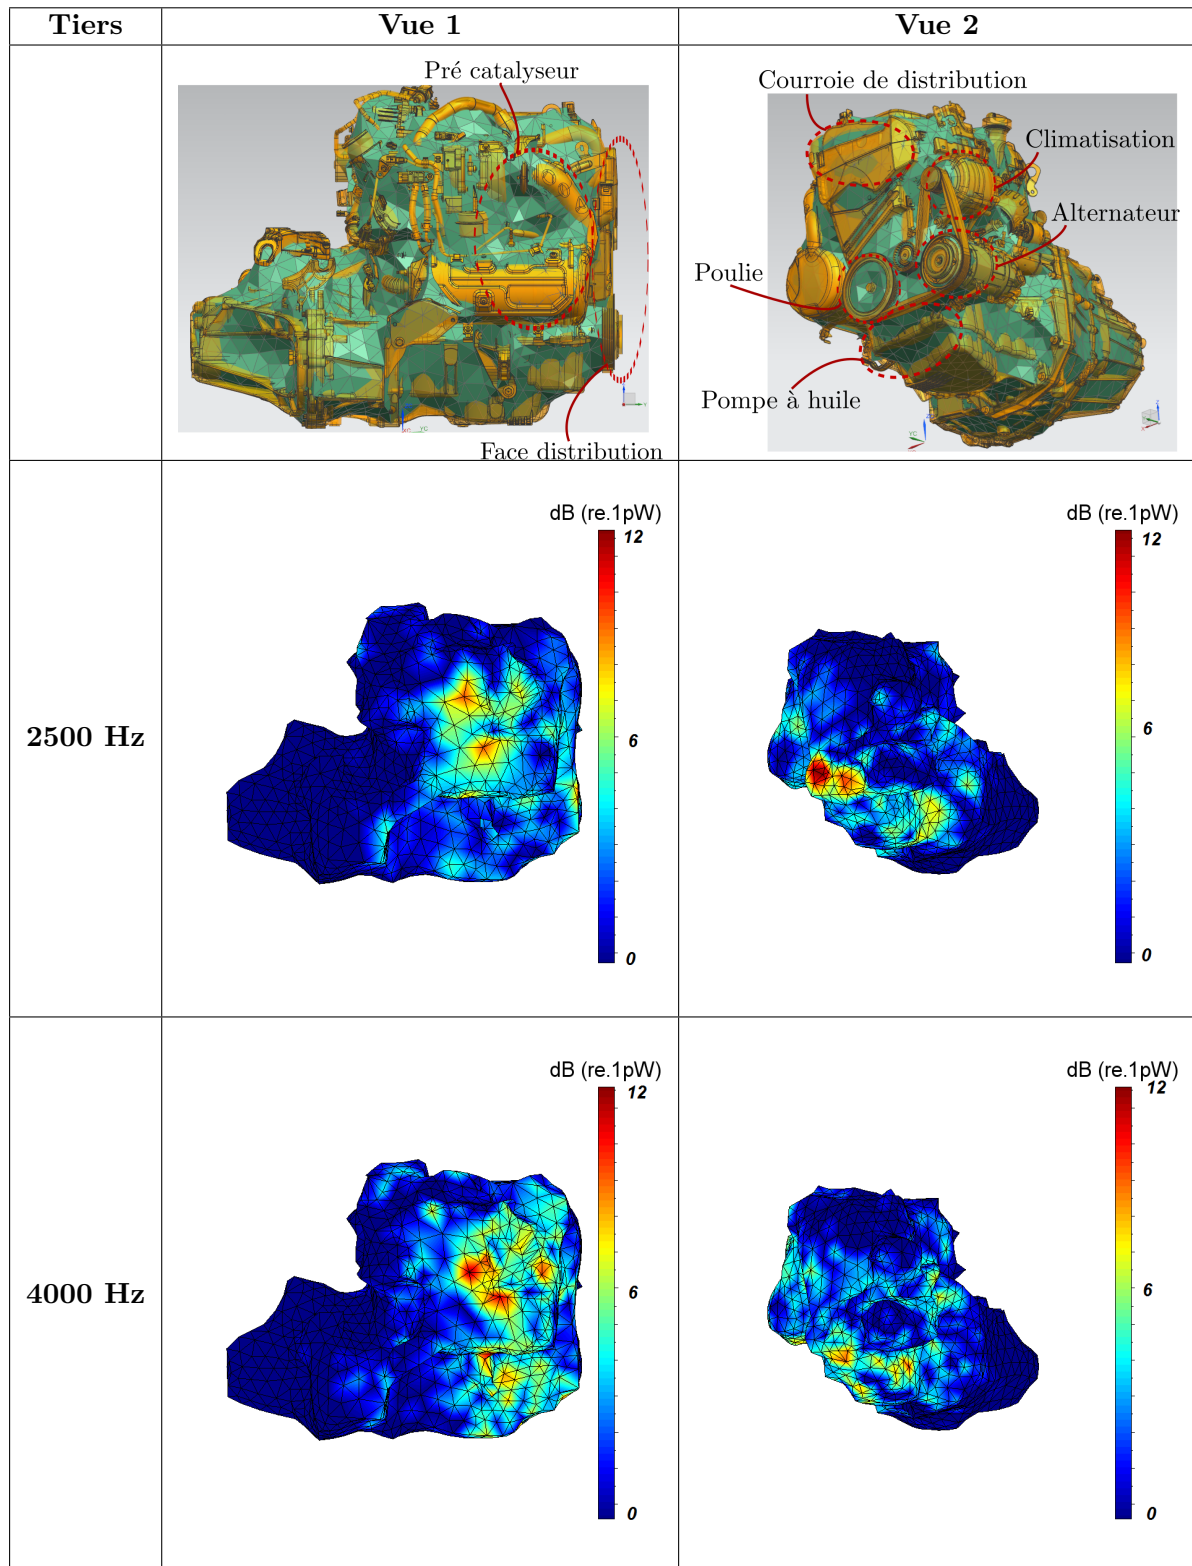 Tiers Vue 1 Vue 2
Pré catalyseur
Face distribution
Courroie de distribution
Climatisation
Alternateur
Poulie
Pompe à huile
2500 Hz
dB (re.1pW)
12
6
0
dB (re.1pW)
12
6
0
4000 Hz
dB (re.1pW)
12
6
0
dB (re.1pW)
12
6
0